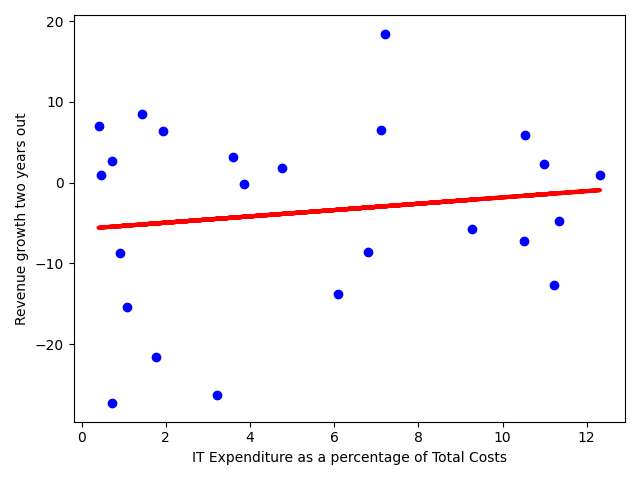 20
10
0
−10
−20
Revenue growth two years out
0 2 4 6 8 10 12
IT Expenditure as a percentage of Total Costs